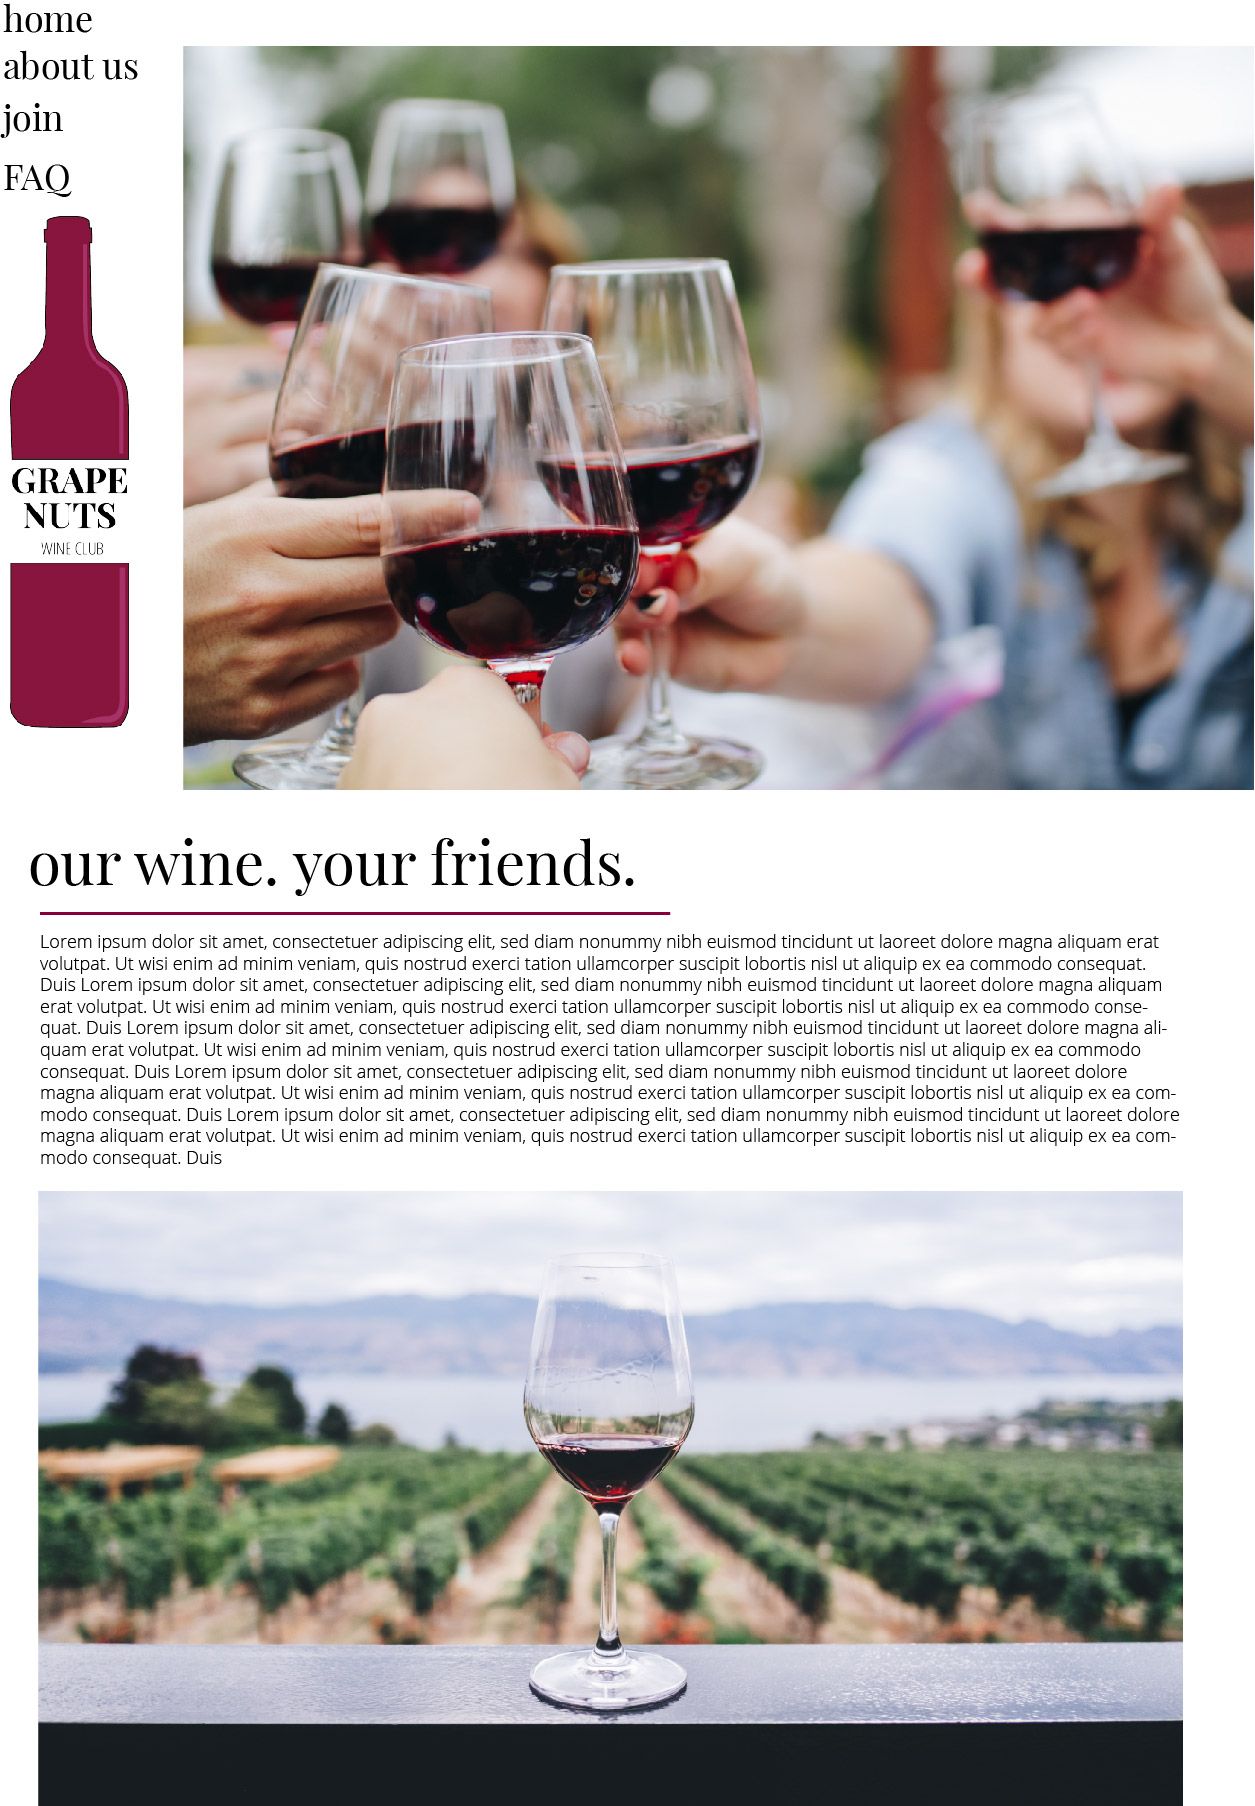 home
about us
join
FAQ
GRAPE
NUTS
WINE CLUB
our wine. your friends.
Lorem ipsum dolor sit amet, consectetuer adipiscing elit, sed diam nonummy nibh euismod tincidunt ut laoreet dolore magna aliquam erat
volutpat. Ut wisi enim ad minim veniam, quis nostrud exerci tation ullamcorper suscipit lobortis nisl ut aliquip ex ea commodo consequat.
Duis Lorem ipsum dolor sit amet, consectetuer adipiscing elit, sed diam nonummy nibh euismod tincidunt ut laoreet dolore magna aliquam
erat volutpat. Ut wisi enim ad minim veniam, quis nostrud exerci tation ullamcorper suscipit lobortis nisl ut aliquip ex ea commodo conse-
quat. Duis Lorem ipsum dolor sit amet, consectetuer adipiscing elit, sed diam nonummy nibh euismod tincidunt ut laoreet dolore magna ali-
quam erat volutpat. Ut wisi enim ad minim veniam, quis nostrud exerci tation ullamcorper suscipit lobortis nisl ut aliquip ex ea commodo
consequat. Duis Lorem ipsum dolor sit amet, consectetuer adipiscing elit, sed diam nonummy nibh euismod tincidunt ut laoreet dolore
magna aliquam erat volutpat. Ut wisi enim ad minim veniam, quis nostrud exerci tation ullamcorper suscipit lobortis nisl ut aliquip ex ea com-
modo consequat. Duis Lorem ipsum dolor sit amet, consectetuer adipiscing elit, sed diam nonummy nibh euismod tincidunt ut laoreet dolore
magna aliquam erat volutpat. Ut wisi enim ad minim veniam, quis nostrud exerci tation ullamcorper suscipit lobortis nisl ut aliquip ex ea com-
modo consequat. Duis